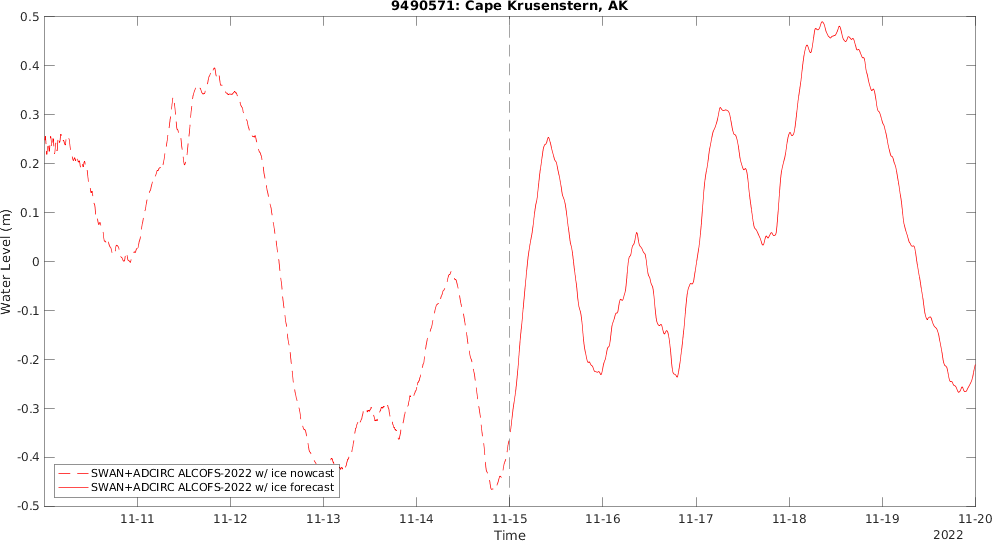 9490571: Cape Krusenstern, AK
0.5
0.4
0.3
0.2
0.1
0
-0.1
-0.2
-0.3
-0.4
-0.5
Water Level (m)
SWAN+ADCIRC ALCOFS-2022 w/ ice nowcast
SWAN+ADCIRC ALCOFS-2022 w/ ice forecast
11-11 11-12 11-13 11-14 11-15 11-16 11-17 11-18 11-19 11-20
Time
2022